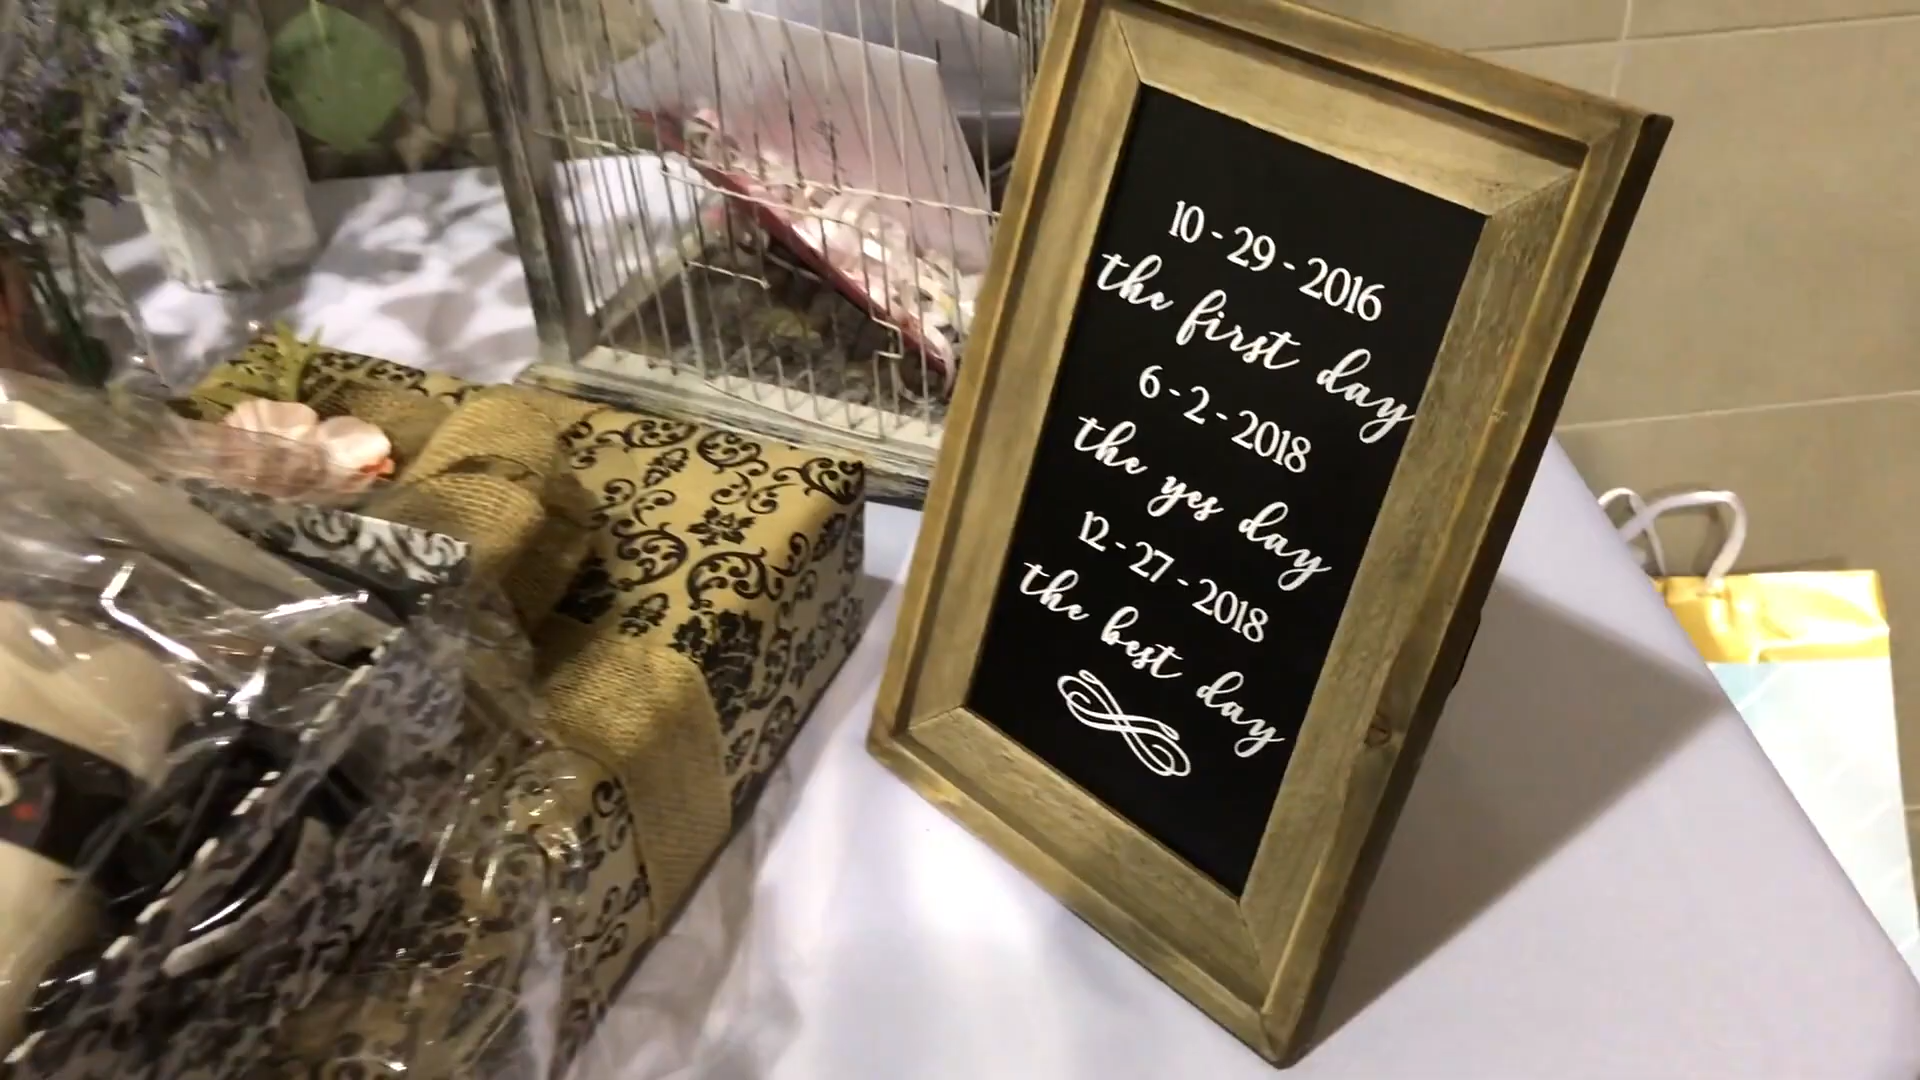 10 - 29 - 2016
the first day
6 - 2 - 2018
the yes day
12 - 27 - 2018
the best day